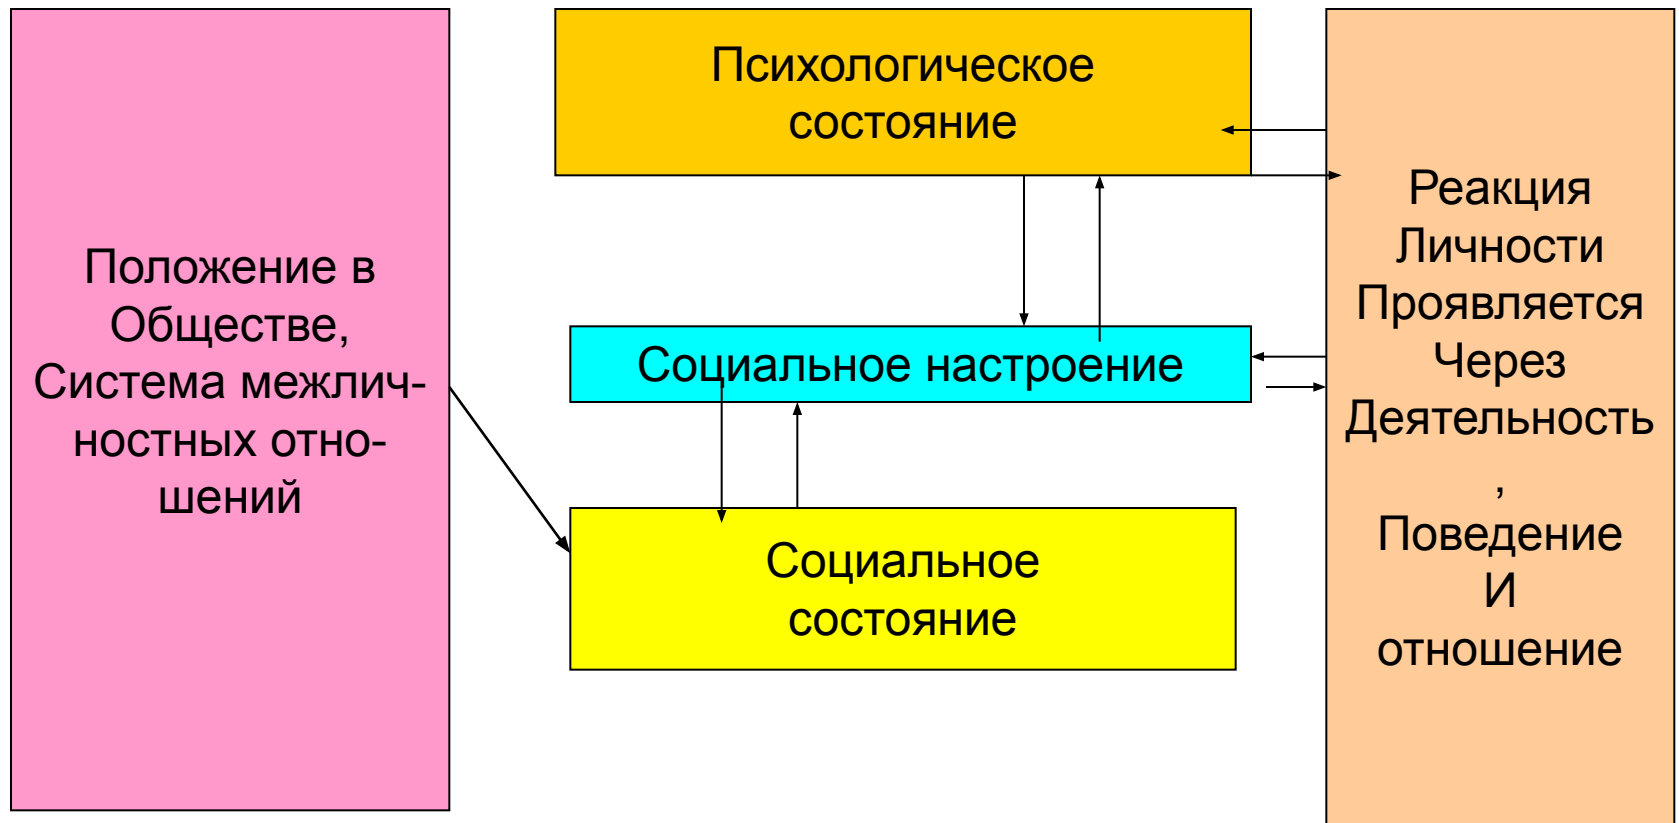 Положение в
Обществе,
Система межлич-
ностных отно-
шений
Психологическое
состояние
Социальное настроение
Социальное
состояние
Реакция
Личности
Проявляется
Через
Деятельность
,
Поведение
И
отношение